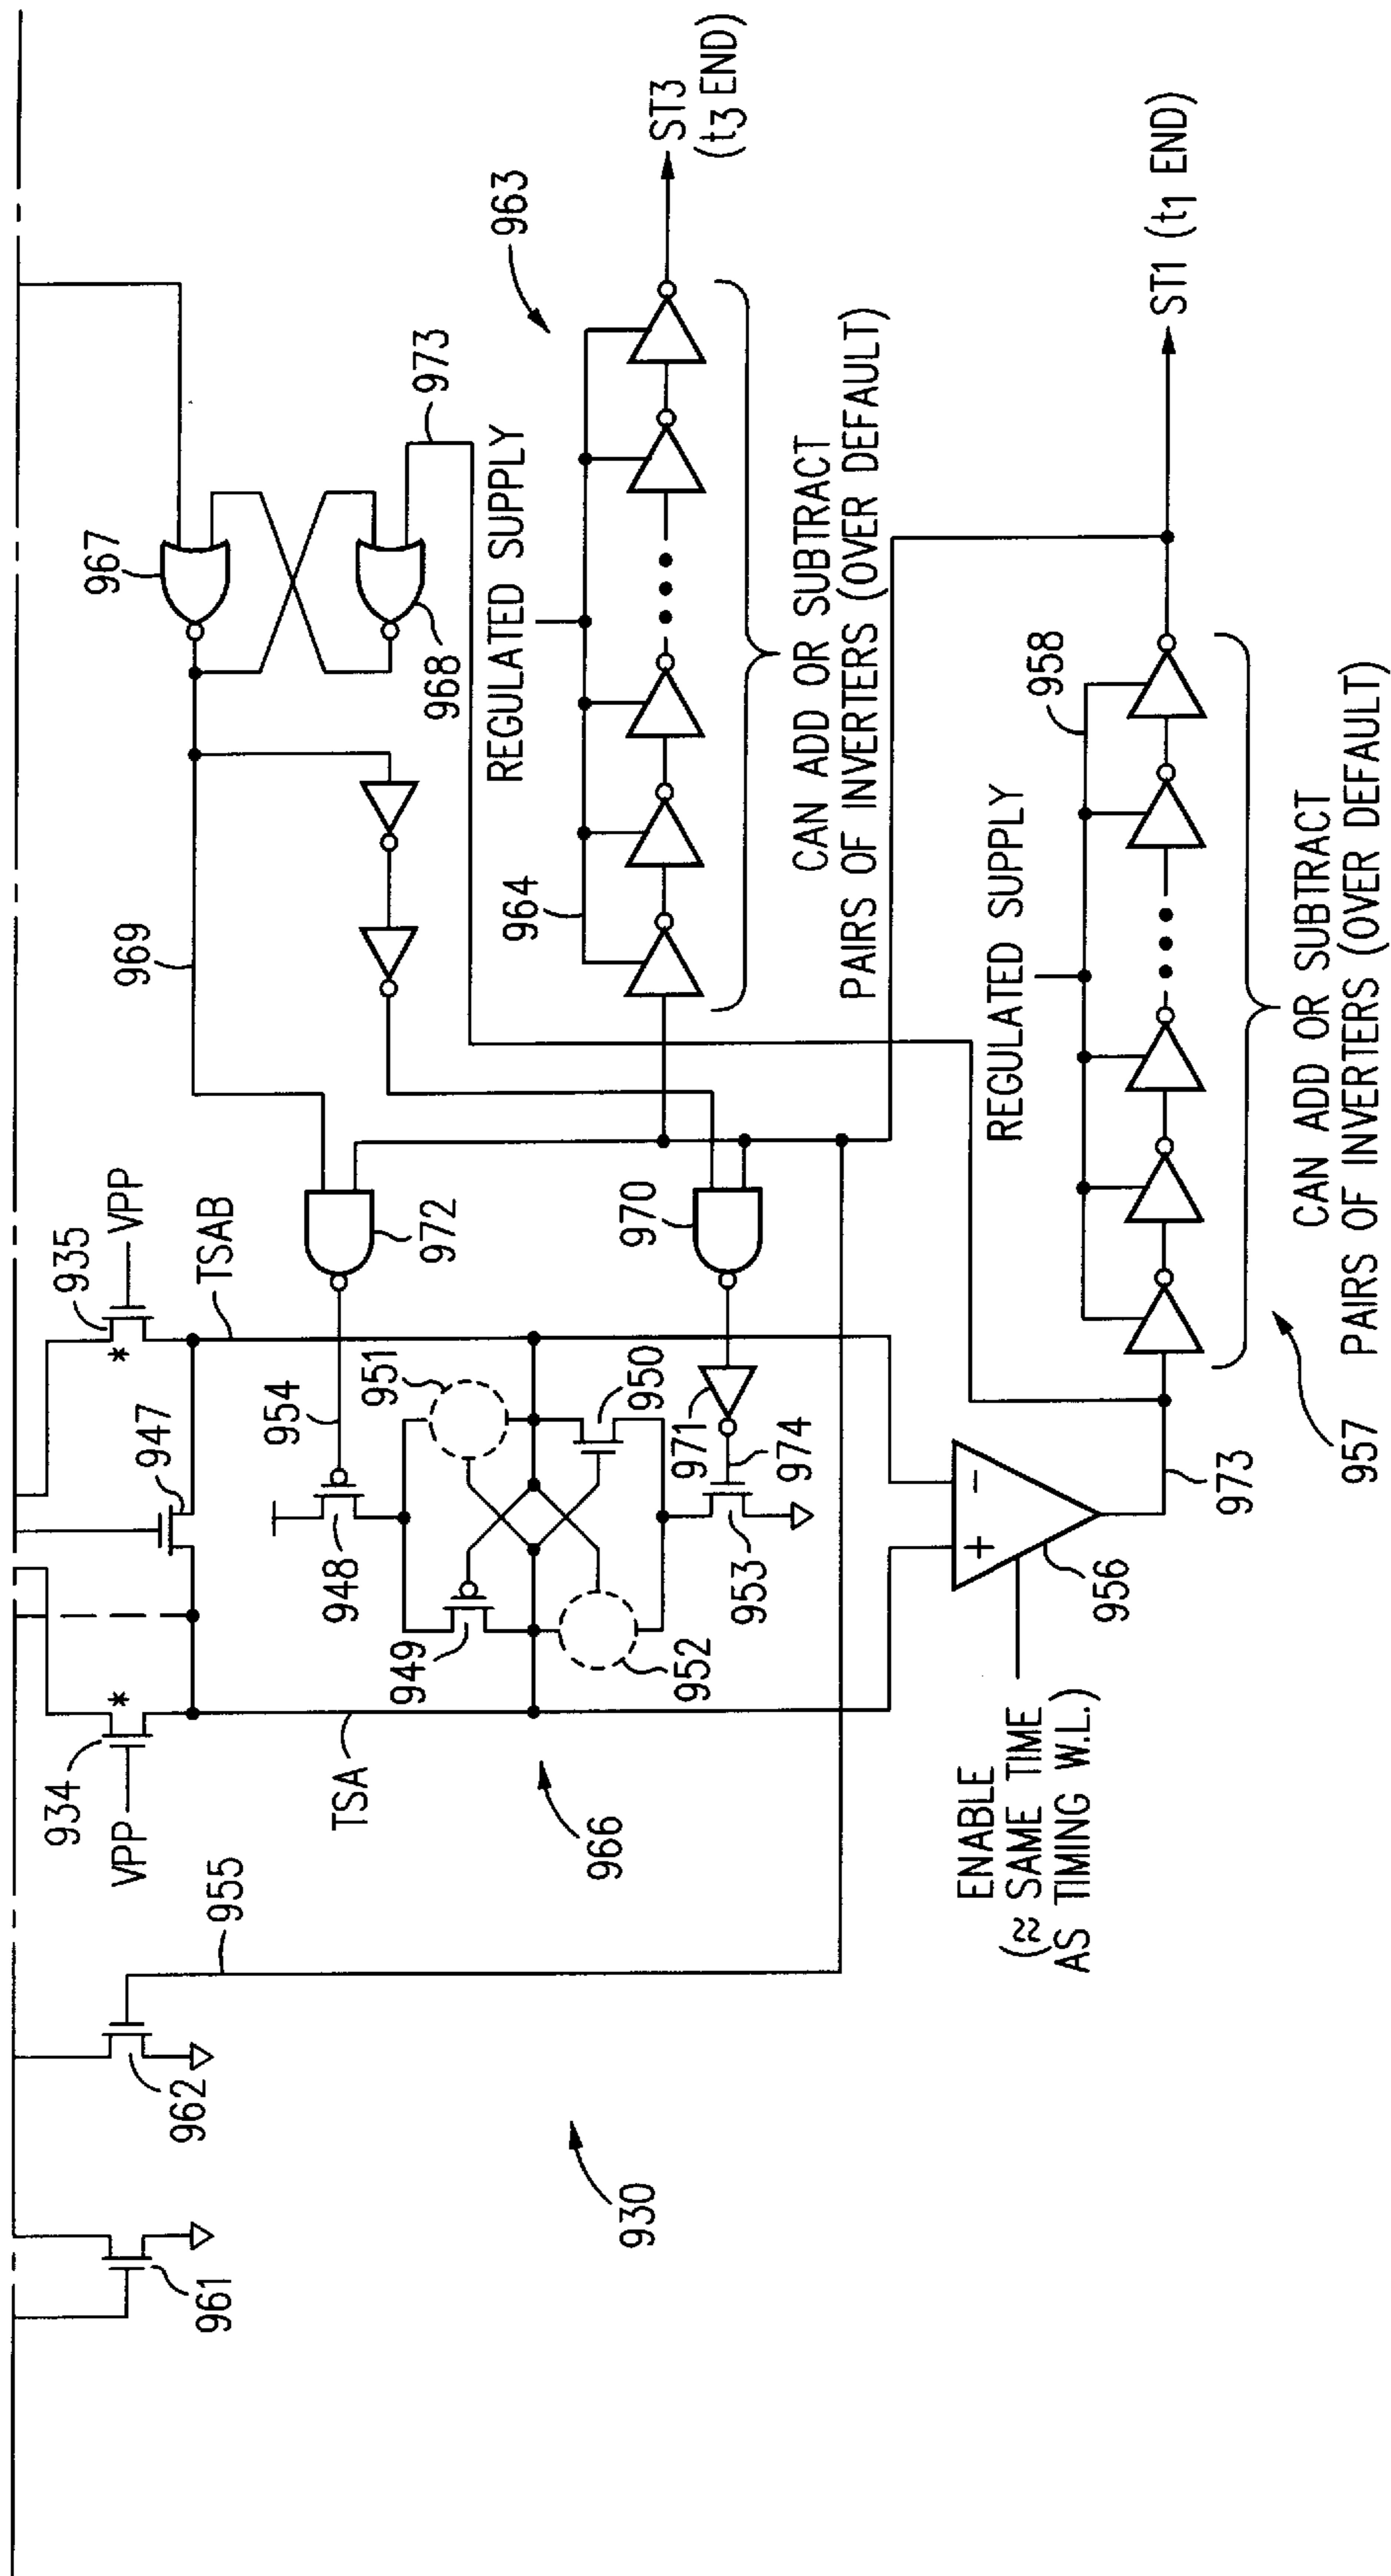 934
VPP
*
947
*
935
VPP
TSAB
967
968
973
969
961
962
955
TSA
966
930
954
948
949
951
950
952
953
971
974
972
970
REGULATED SUPPLY
964
963
ST3
(t3 END)
CAN ADD OR SUBTRACT
PAIRS OF INVERTERS (OVER DEFAULT)
ENABLE
(≈ SAME TIME
AS TIMING W.L.)
+
-
956
973
957
REGULATED SUPPLY
958
ST1 (t1 END)
CAN ADD OR SUBTRACT
PAIRS OF INVERTERS (OVER DEFAULT)